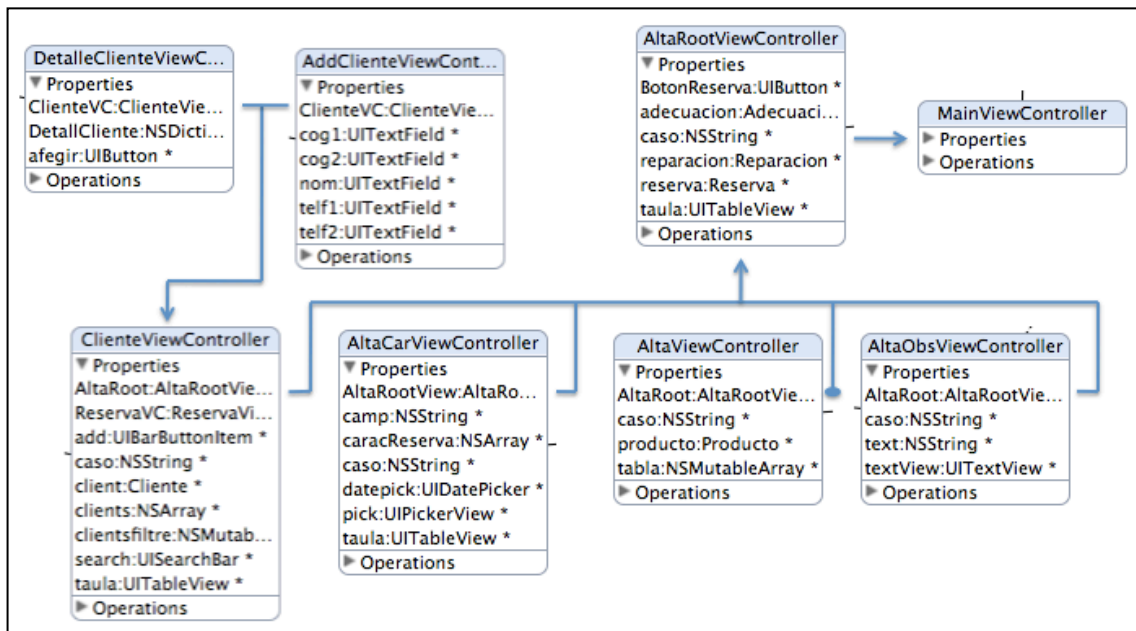 DetalleClienteViewC...
Properties
ClienteVC:ClienteVie...
DetallCliente:NSDicti...
afegir:UIButton *
Operations
AddClienteViewCont...
Properties
ClienteVC:ClienteVie...
cog1:UITextField *
cog2:UITextField *
nom:UITextField *
telf1:UITextField *
telf2:UITextField *
Operations
AltaRootViewController
Properties
BotonReserva:UIButton *
adecuacion:Adecuaci...
caso:NSString *
reparacion:Reparacion *
reserva:Reserva *
taula:UITableView *
Operations
MainViewController
Properties
Operations
ClienteViewController
Properties
AltaRoot:AltaRootVie...
ReservaVC:ReservaVi...
add:UIBarButtonItem *
caso:NSString *
client:Cliente *
clients:NSArray *
clientsfiltre:NSMutab...
search:UISearchBar *
taula:UITableView *
Operations
AltaCarViewController
Properties
AltaRootView:AltaRo...
camp:NSString *
caracReserva:NSArray *
caso:NSString *
datepick:UIDatePicker *
pick:UIPickerView *
taula:UITableView *
Operations
AltaViewController
Properties
AltaRoot:AltaRootVie...
caso:NSString *
producto:Producto *
tabla:NSMutableArray *
Operations
AltaObsViewController
Properties
AltaRoot:AltaRootVie...
caso:NSString *
text:NSString *
textView:UITextView *
Operations